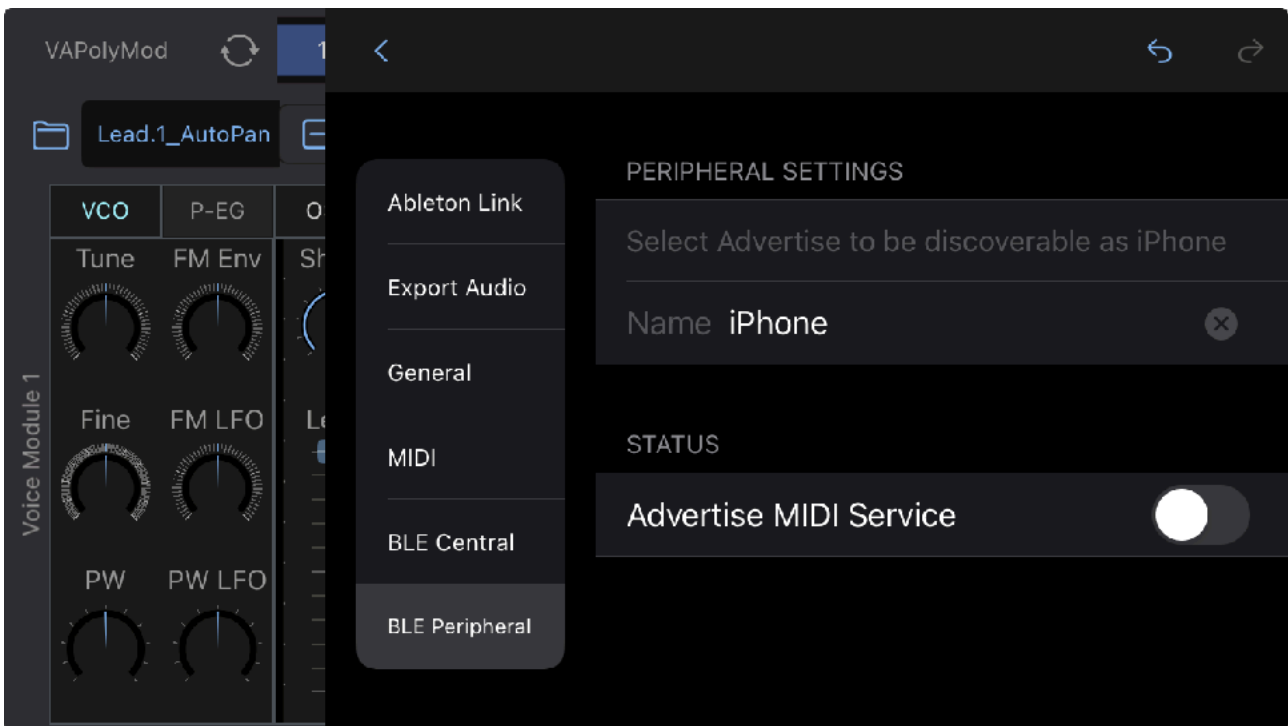 VAPolyMod
1
Lead.1_AutoPan
VCO
P-EG
Tune
FM Env
Voice Module 1
Fine
FM LFO
PW
PW LFO
Ableton Link
Export Audio
General
MIDI
BLE Central
BLE Peripheral
PERIPHERAL SETTINGS
Select Advertise to be discoverable as iPhone
Name iPhone
STATUS
Advertise MIDI Service